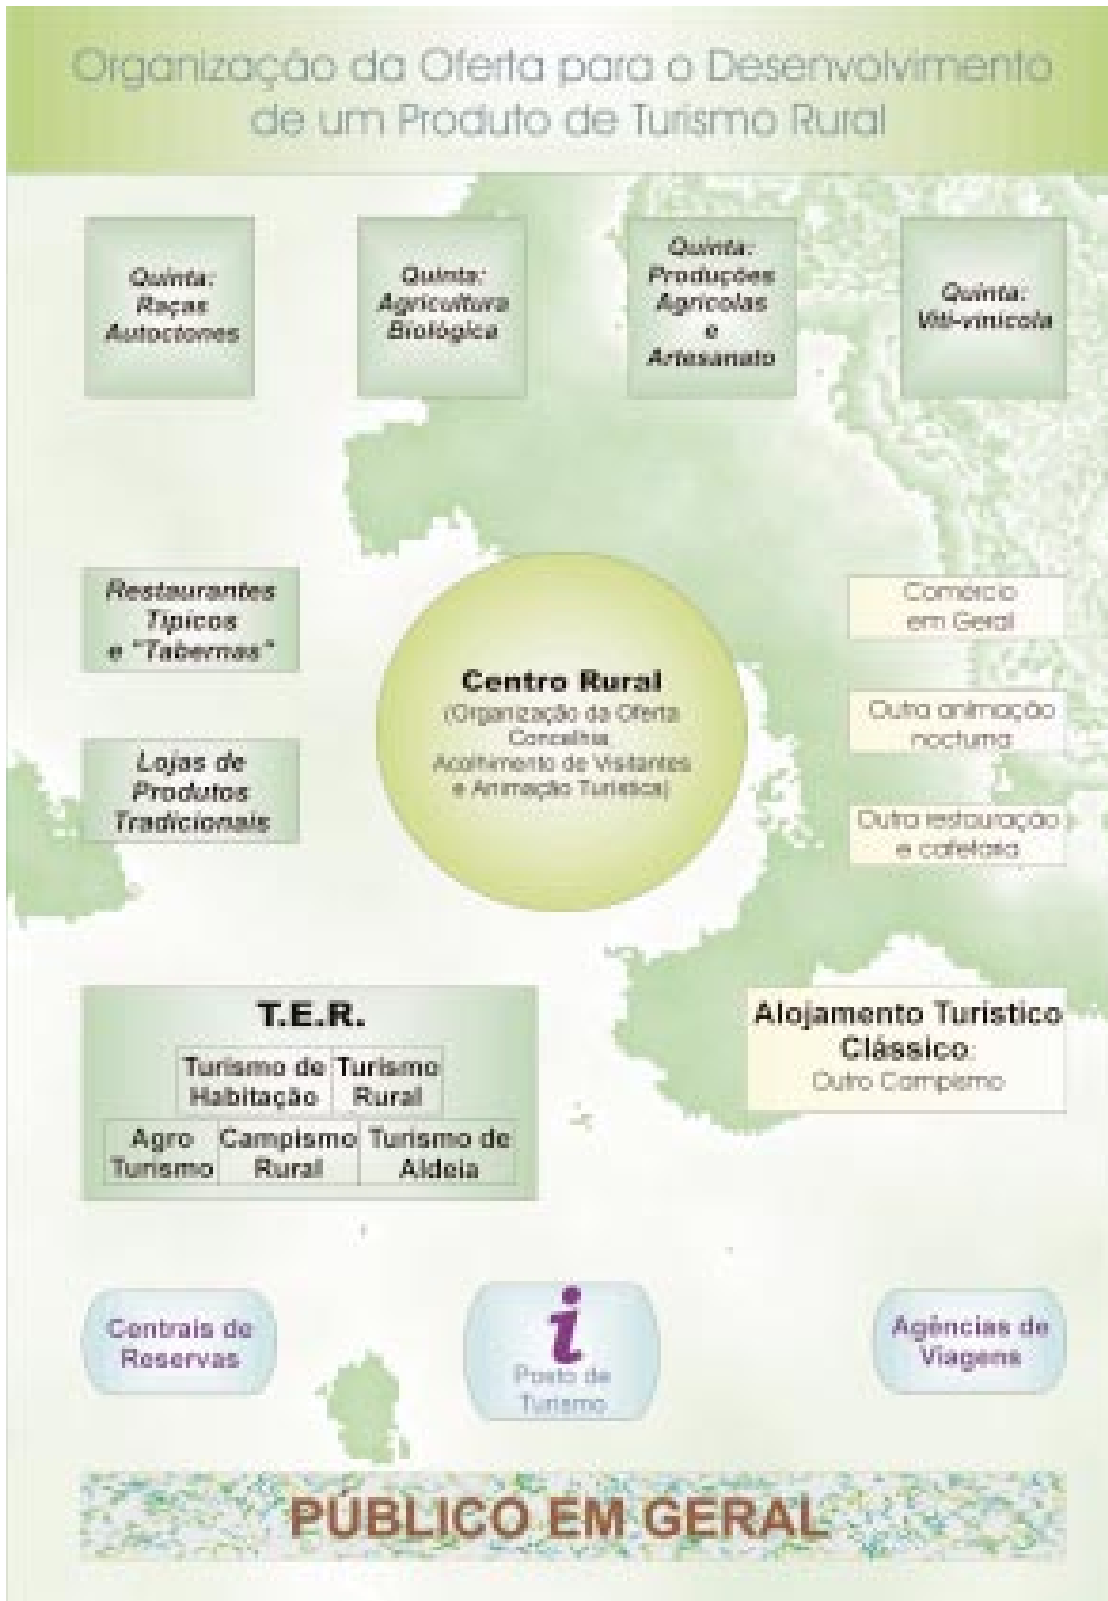 Organização da Oferta para o Desenvolvimento
de um Produto de Turismo Rural
Quinta:
Raças
Autoctones
Quinta:
Agricultura
Biológica
Quinta:
Produções
Agrícolas
e
Artesanato
Quinta:
Viti-vinícola
Restaurantes
Típicos
e "Tabernas"
Lojas de
Produtos
Tradicionais
Centro Rural
(Organização da Oferta
Concelhia
Acolhimento de Visitantes
e Animação Turística)
Comércio
em Geral
Outra animação
nocturna
Outra restauração
e cafetaria
T.E.R.
Turismo de
Habitação
Turismo
Rural
Agro
Turismo
Campismo
Rural
Turismo de
Aldeia
Alojamento Turístico
Clássico:
Outro Campismo
Centrais de
Reservas
i
Posto de
Turismo
Agências de
Viagens
PÚBLICO EM GERAL